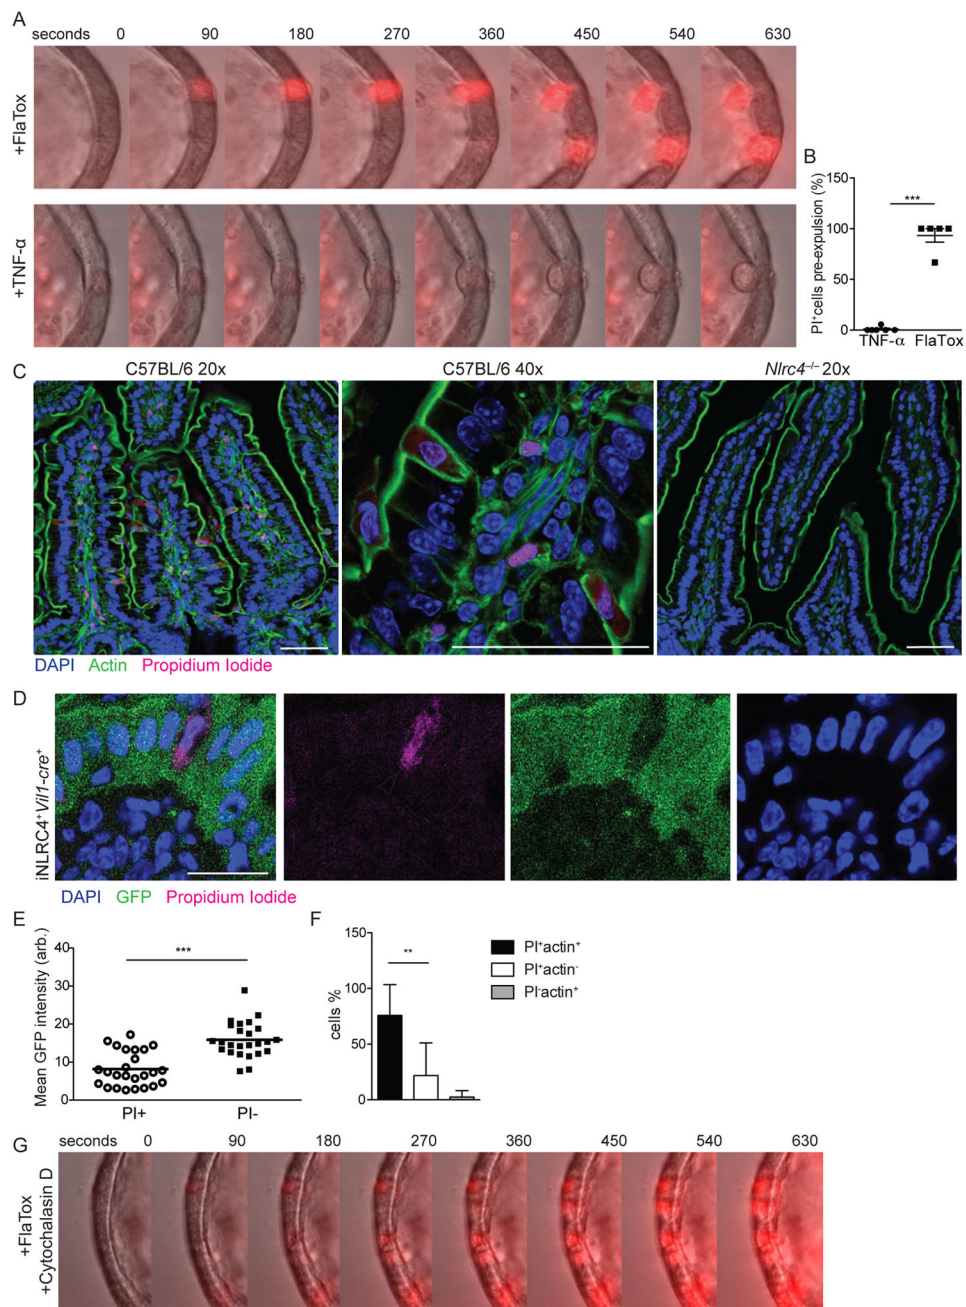 A
seconds 0 90 180 270 360 450 540 630
+FlaTox
+TNF-α
B
PI⁺cells pre-expulsion (%)
150
100
50
0
***
TNF-α FlaTox
C
C57BL/6 20x C57BL/6 40x Nlrc4⁻/⁻ 20x
DAPI Actin Propidium Iodide
D
iNLRC4⁺Vil1-cre⁺
DAPI GFP Propidium Iodide
E
Mean GFP intensity (arb.)
40
30
20
10
0
***
PI+ PI-
F
cells %
150
100
50
0
**
PI⁺actin⁺
PI⁺actin⁻
PI⁻actin⁺
G
seconds 0 90 180 270 360 450 540 630
+FlaTox
+Cytochalasin D